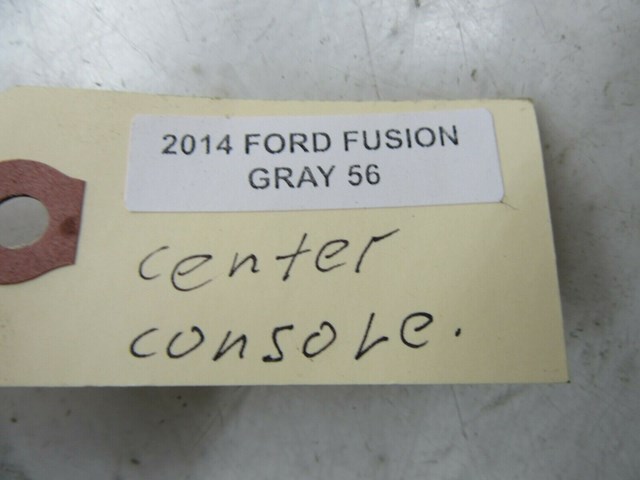 2014 FORD FUSION
GRAY 56
center
console.